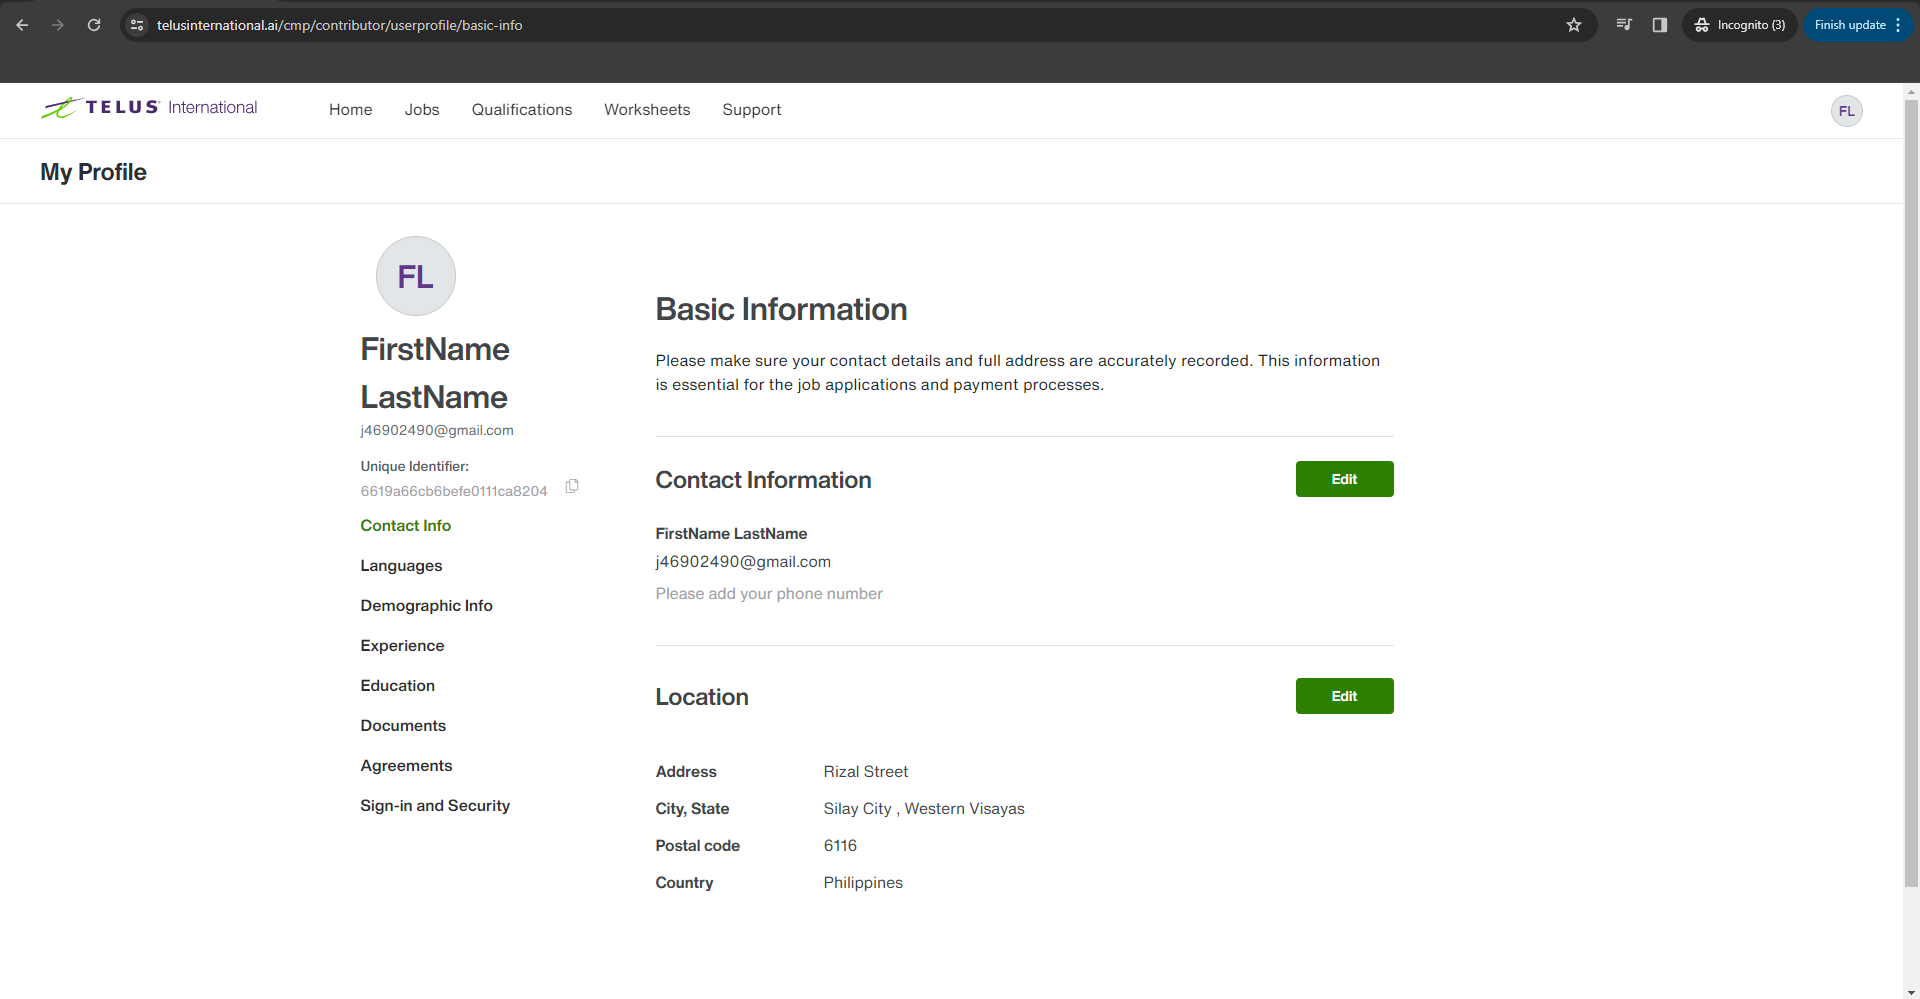 telusinternational.ai/cmp/contributor/userprofile/basic-info
Incognito (3)
Finish update
TELUS International
Home
Jobs
Qualifications
Worksheets
Support
FL
My Profile
FL
FirstName
LastName
j46902490@gmail.com
Unique Identifier:
6619a66cb6befe0111ca8204
Contact Info
Languages
Demographic Info
Experience
Education
Documents
Agreements
Sign-in and Security
Basic Information
Please make sure your contact details and full address are accurately recorded. This information
is essential for the job applications and payment processes.
Contact Information
Edit
FirstName LastName
j46902490@gmail.com
Please add your phone number
Location
Edit
Address Rizal Street
City, State Silay City , Western Visayas
Postal code 6116
Country Philippines